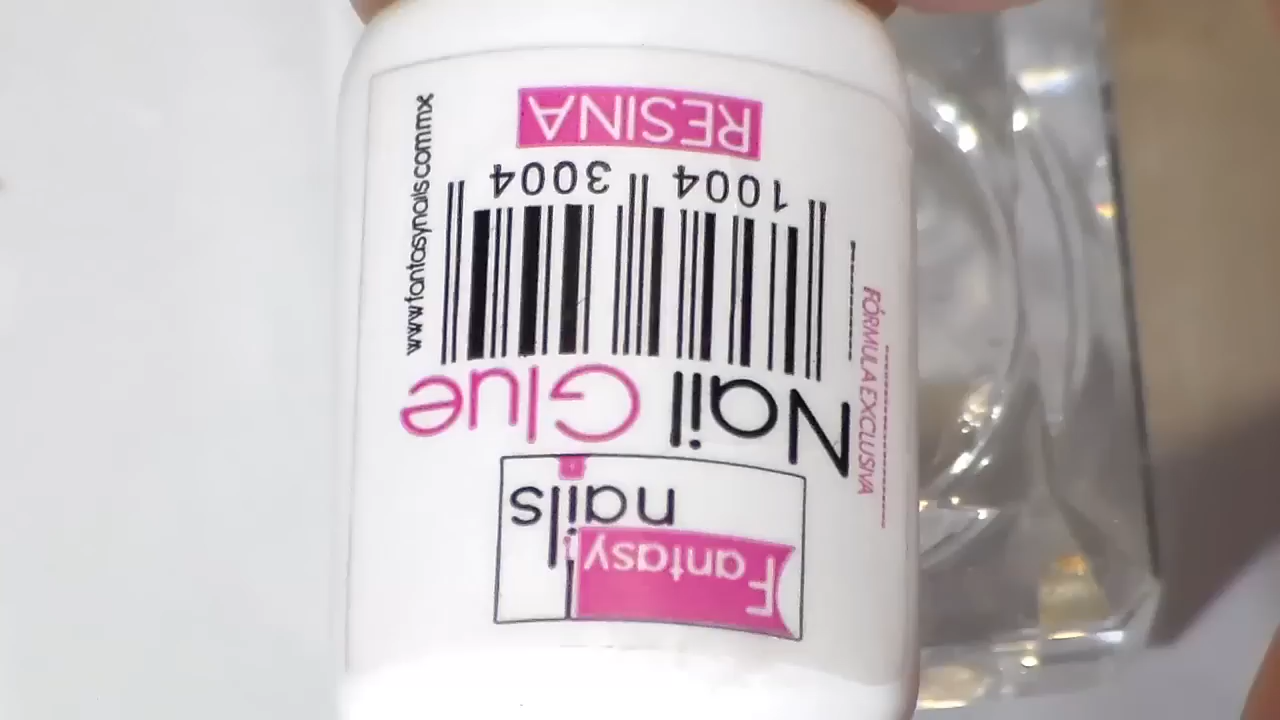 Fantasy
nails
Nail Glue
1004 3004
RESINA
FÓRMULA EXCLUSIVA
www.fantasynails.com.mx